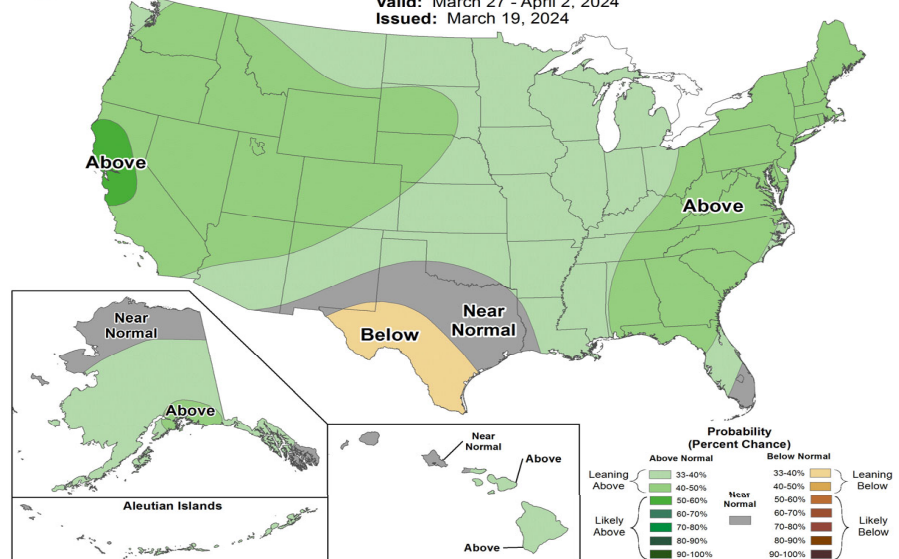 Valid: March 27 - April 2, 2024
Issued: March 19, 2024
Above
Above
Near
Normal
Below
Near
Normal
Above
Near
Normal
Above
Above
Aleutian Islands
Probability
(Percent Chance)
Above Normal
Below Normal
Leaning
Above
33-40%
40-50%
Likely
Above
50-60%
60-70%
70-80%
80-90%
90-100%
Near
Normal
33-40%
40-50%
Leaning
Below
50-60%
60-70%
70-80%
80-90%
90-100%
Likely
Below